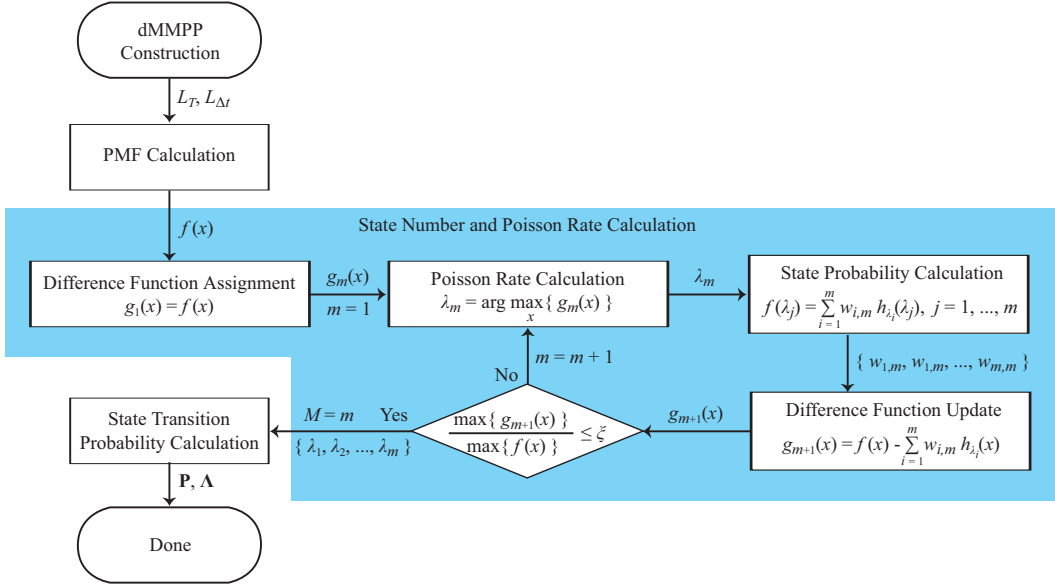 dMMPP
Construction
L_T, L_Δt
PMF Calculation
f(x)
State Number and Poisson Rate Calculation
Difference Function Assignment
g_1(x) = f(x)
g_m(x)
m = 1
Poisson Rate Calculation
λ_m = arg max_x { g_m(x) }
λ_m
State Probability Calculation
f(λ_j) = ∑_{i = 1}^{m} w_{i,m} h_{λ_i}(λ_j), j = 1, ..., m
{ w_{1,m}, w_{1,m}, ..., w_{m,m} }
Difference Function Update
g_{m+1}(x) = f(x) - ∑_{i = 1}^{m} w_{i,m} h_{λ_i}(x)
g_{m+1}(x)
max{ g_{m+1}(x) }
max{ f(x) }
≤ ξ
No
m = m + 1
Yes
M = m
{ λ_1, λ_2, ..., λ_m }
State Transition
Probability Calculation
P, Λ
Done